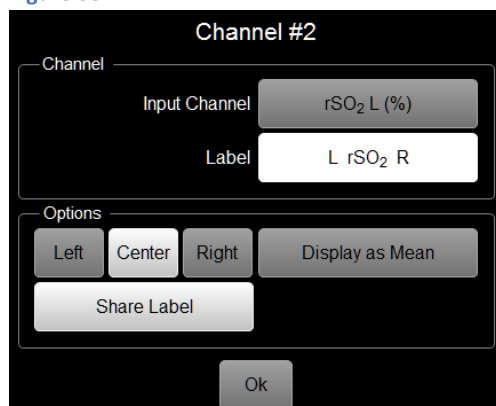 Channel #2
Channel
Input Channel rSO₂ L (%)
Label L rSO₂ R
Options
Left Center Right Display as Mean
Share Label
Ok